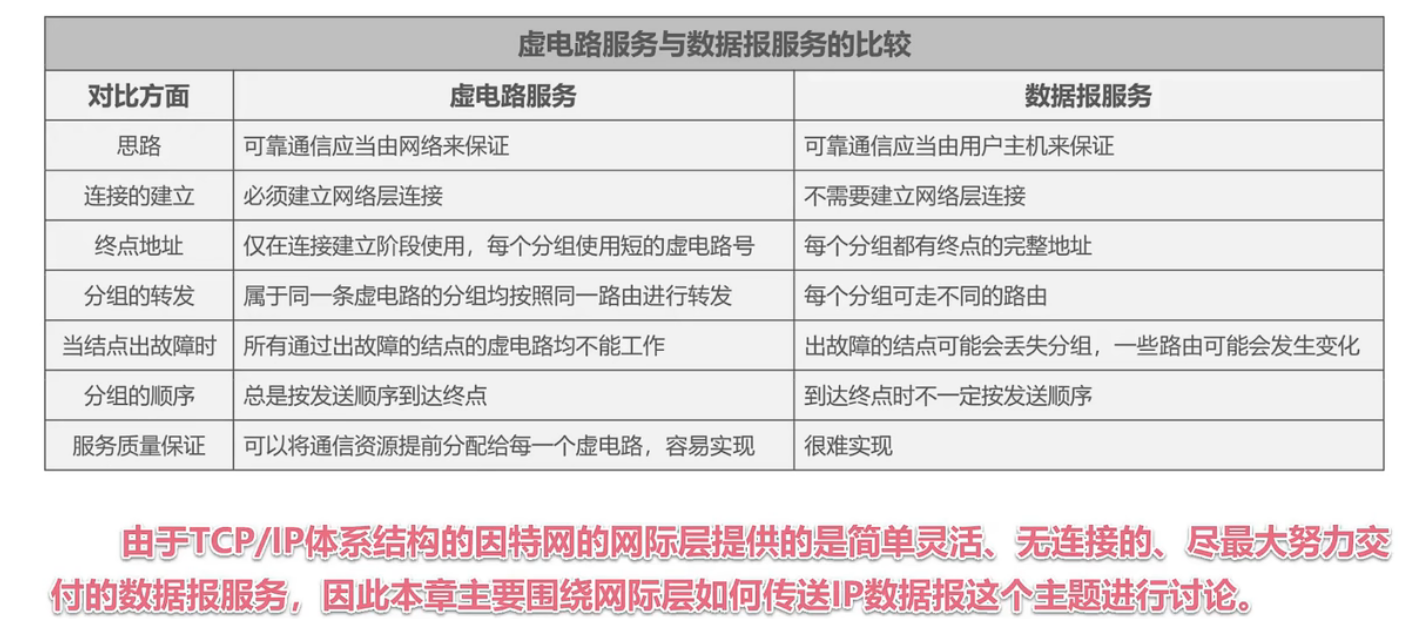 虚电路服务与数据报服务的比较
对比方面 虚电路服务 数据报服务
思路 可靠通信应当由网络来保证 可靠通信应当由用户主机来保证
连接的建立 必须建立网络层连接 不需要建立网络层连接
终点地址 仅在连接建立阶段使用，每个分组使用短的虚电路号 每个分组都有终点的完整地址
分组的转发 属于同一条虚电路的分组均按照同一路由进行转发 每个分组可走不同的路由
当结点出故障时 所有通过出故障的结点的虚电路均不能工作 出故障的结点可能会丢失分组，一些路由可能会发生变化
分组的顺序 总是按发送顺序到达终点 到达终点时不一定按发送顺序
服务质量保证 可以将通信资源提前分配给每一个虚电路，容易实现 很难实现
由于TCP/IP体系结构的因特网的网际层提供的是简单灵活、无连接的、尽最大努力交
付的数据报服务，因此本章主要围绕网际层如何传送IP数据报这个主题进行讨论。